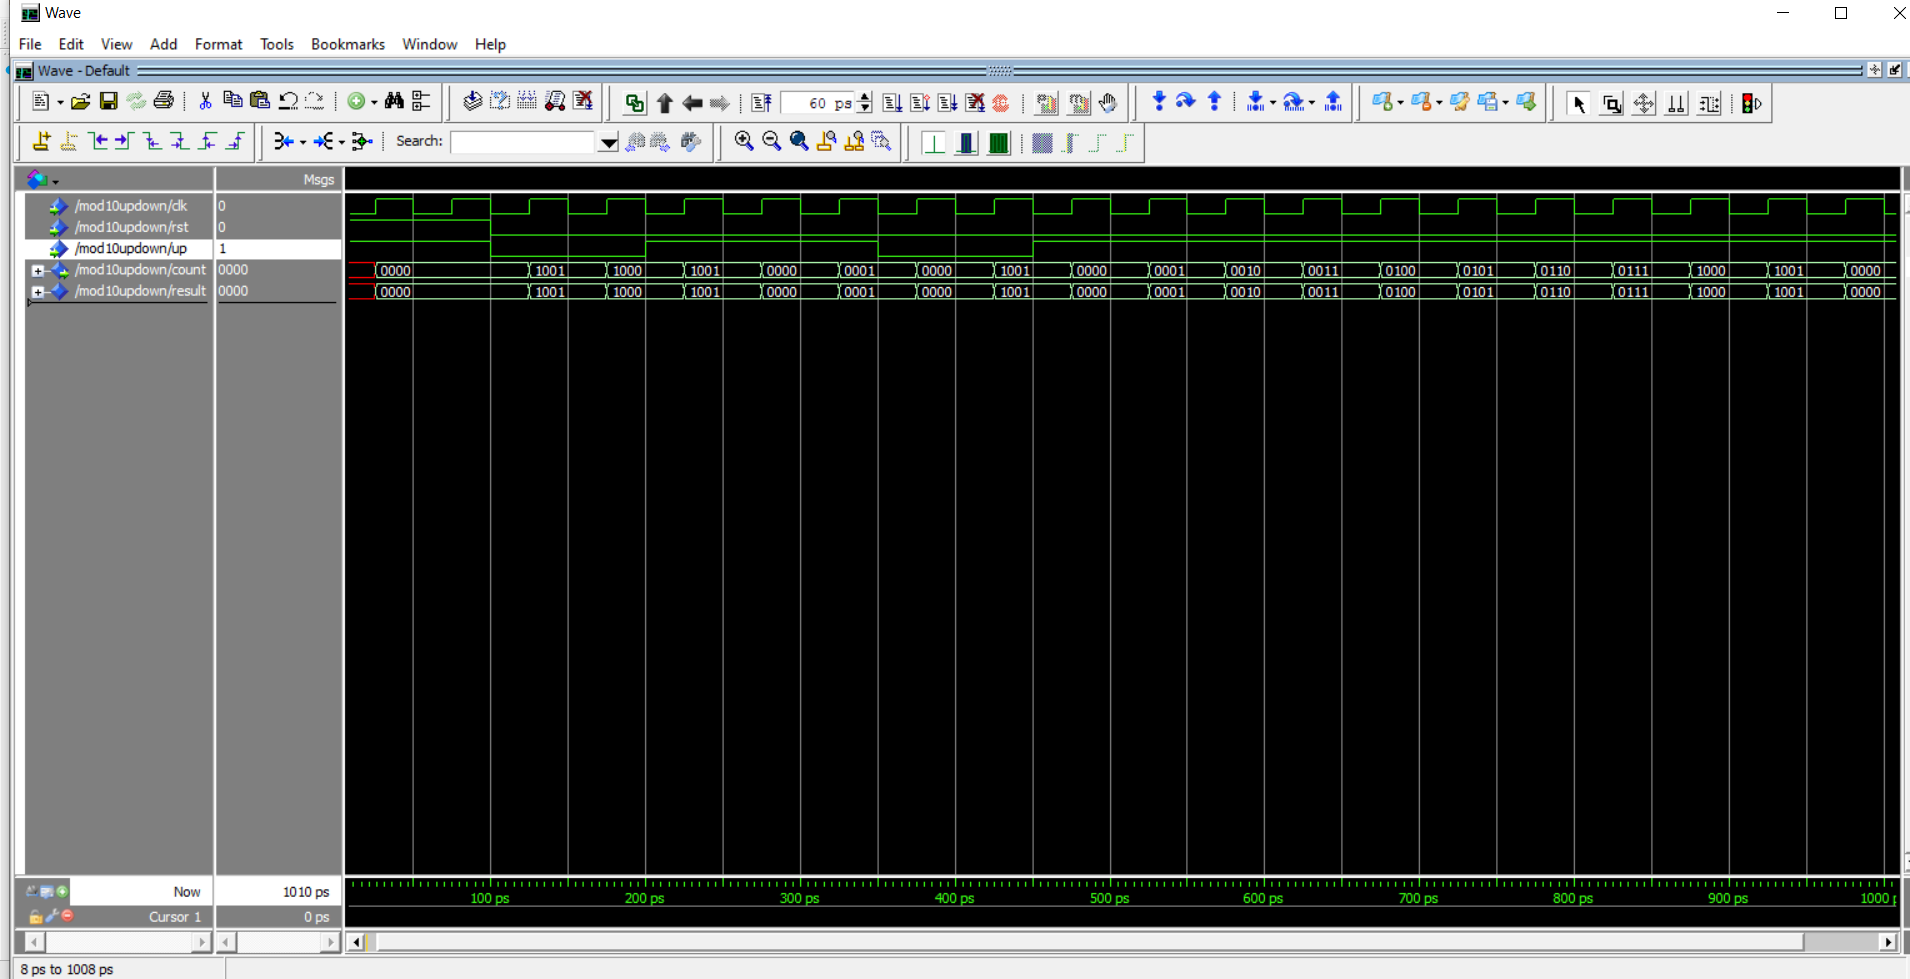 Wave
File Edit View Add Format Tools Bookmarks Window Help
Wave - Default
60 ps
Search:
Msgs
/mod10updown/clk 0
/mod10updown/rst 0
/mod10updown/up 1
/mod10updown/count 0000 0000 1001 1000 1001 0000 0001 0000 1001 0000 0001 0010 0011 0100 0101 0110 0111 1000 1001 0000
/mod10updown/result 0000 0000 1001 1000 1001 0000 0001 0000 1001 0000 0001 0010 0011 0100 0101 0110 0111 1000 1001 0000
Now 1010 ps
100 ps 200 ps 300 ps 400 ps 500 ps 600 ps 700 ps 800 ps 900 ps 1000 p
Cursor 1 0 ps
8 ps to 1008 ps